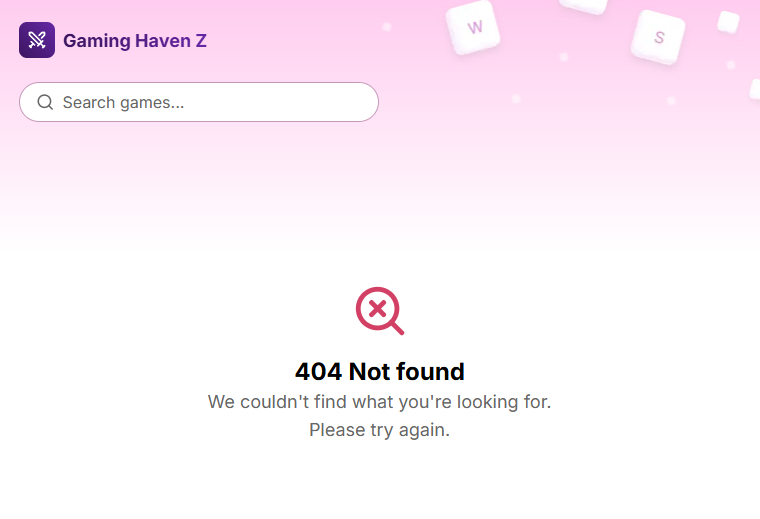 Gaming Haven Z
W
S
Search games...
404 Not found
We couldn't find what you're looking for.
Please try again.